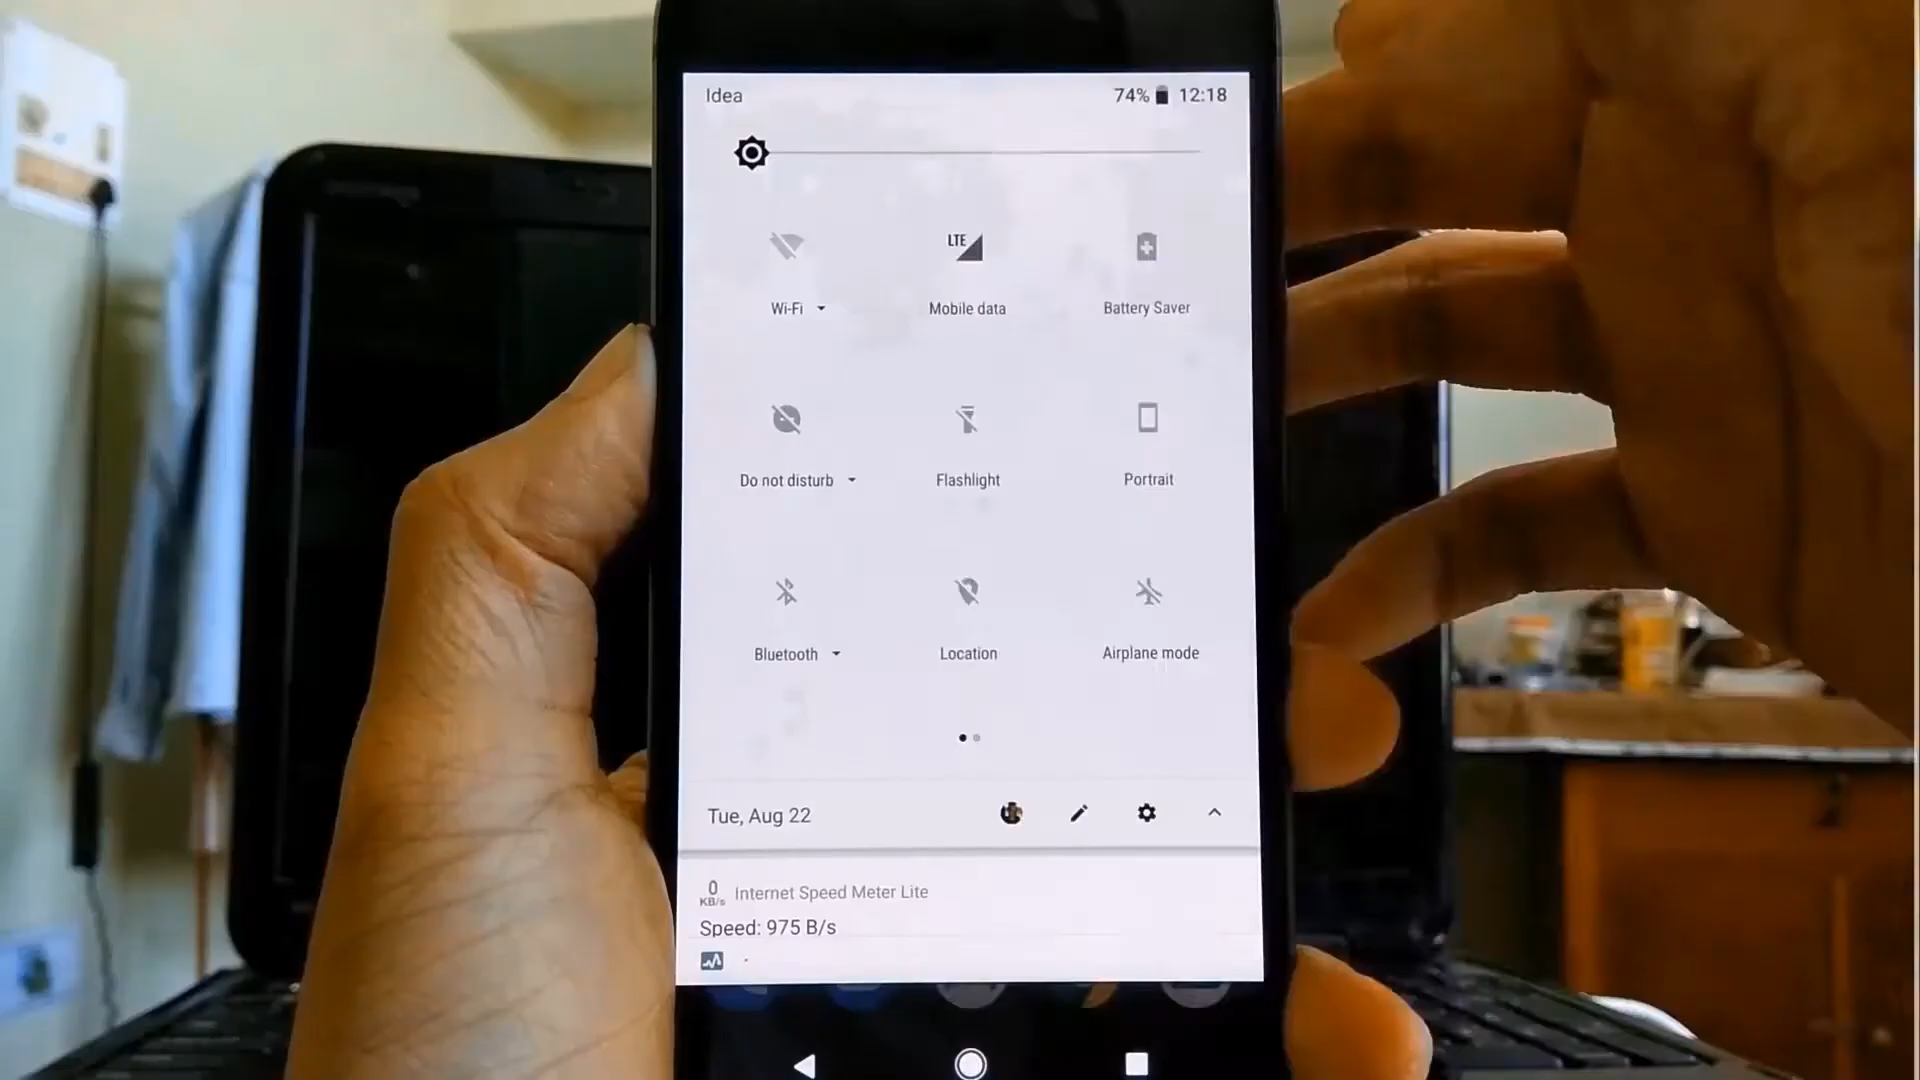 Idea 74% 12:18
LTE
Wi-Fi Mobile data Battery Saver
Do not disturb Flashlight Portrait
Bluetooth Location Airplane mode
Tue, Aug 22
0 KB/s Internet Speed Meter Lite
Speed: 975 B/s